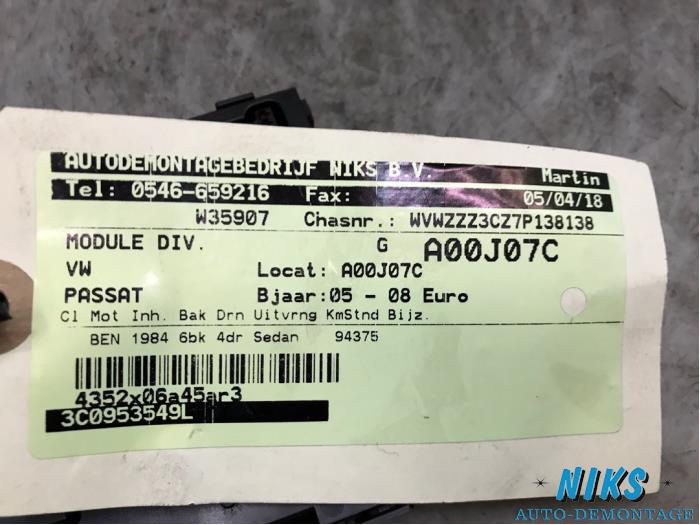 AUTODEMONTAGEBEDRIJF NIKS B.V. Martin
Tel: 0546-659216 Fax: 05/04/18
W35907 Chasnr.: WVWZZZ3CZ7P138138
MODULE DIV. G A00J07C
VW Locat: A00J07C
PASSAT Bjaar:05 - 08 Euro
Cl Mot Inh. Bak Drn Uitvrng KmStnd Bijz.
BEN 1984 6bk 4dr Sedan 94375
4352x06a45ar3
3C0953549L
NIKS
AUTO-DEMONTAGE